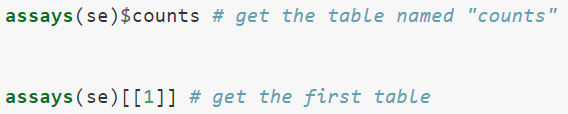 assays(se)$counts # get the table named "counts"
assays(se)[[1]] # get the first table